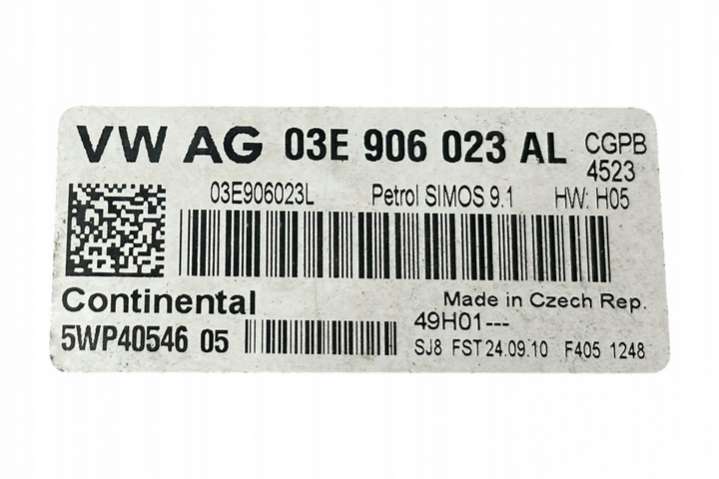 VW AG 03E 906 023 AL CGPB
4523
03E906023L Petrol SIMOS 9.1 HW: H05
Continental Made in Czech Rep.
5WP40546 05 49H01---
SJ8 FST 24.09.10 F405 1248